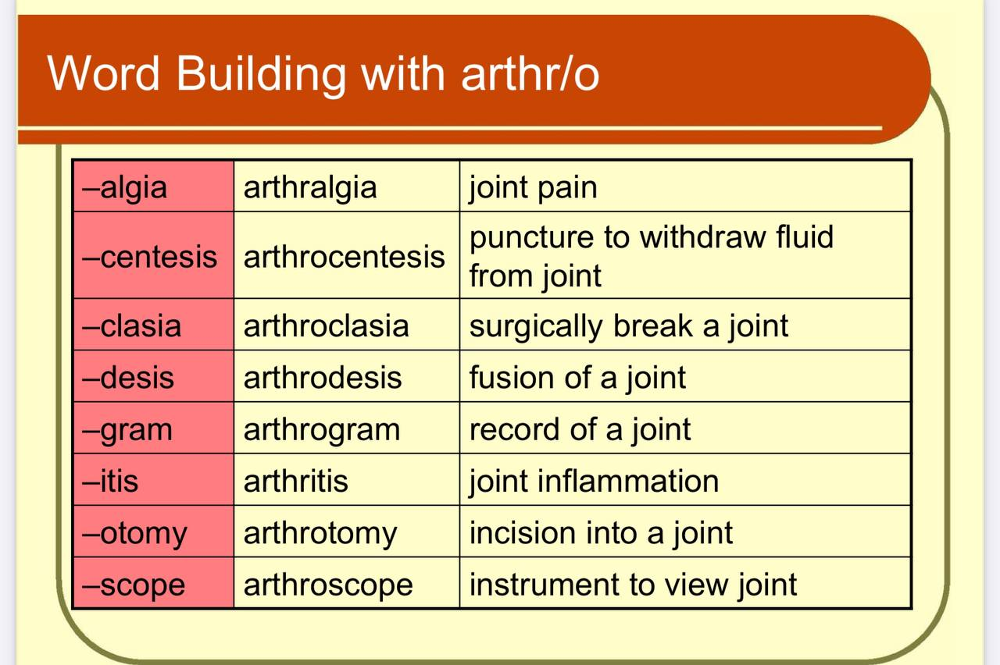 Word Building with arthr/o
–algia arthralgia joint pain
–centesis arthrocentesis puncture to withdraw fluid
from joint
–clasia arthroclasia surgically break a joint
–desis arthrodesis fusion of a joint
–gram arthrogram record of a joint
–itis arthritis joint inflammation
–otomy arthrotomy incision into a joint
–scope arthroscope instrument to view joint